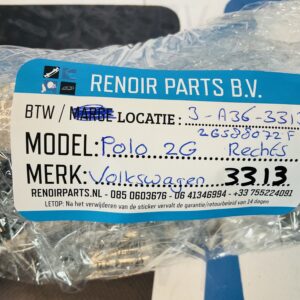 RENOIR PARTS B.V.
BTW / MARGE LOCATIE : 3-A36-3313
2G5880072F
MODEL: Polo 2G Rechts
MERK: Volkswagen 3313
RENOIRPARTS.NL - 085 0603676 - 06 41346994 - +33 755224091
LETOP: Na het verwijderen van de sticker vervalt de garantie/retourbeleid van 14 dagen